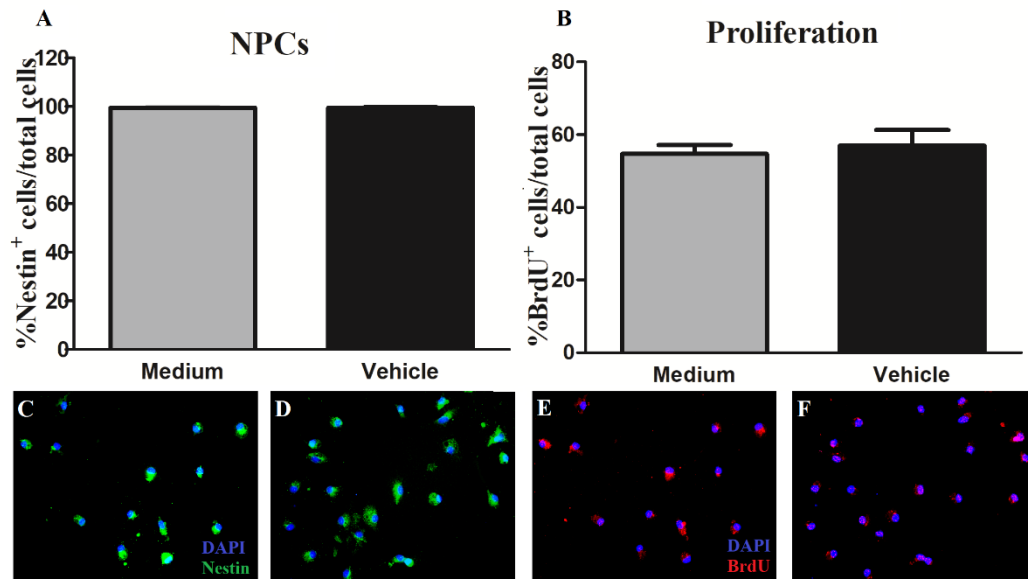 A
NPCs
%Nestin⁺ cells/total cells
120
100
80
60
40
20
0
Medium
Vehicle
B
Proliferation
%BrdU⁺ cells/total cells
80
60
40
20
0
Medium
Vehicle
C
DAPI
Nestin
D
E
DAPI
BrdU
F